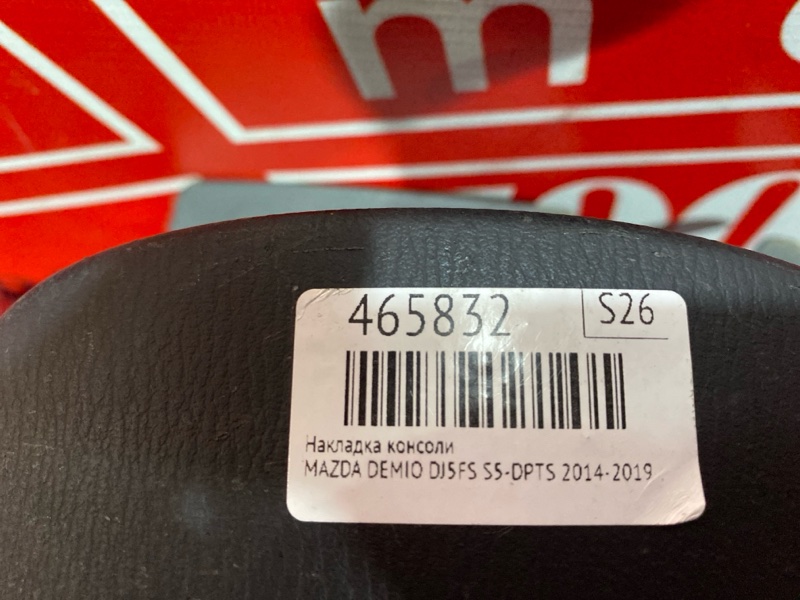 m
465832
S26
Накладка консоли
MAZDA DEMIO DJ5FS S5-DPTS 2014-2019